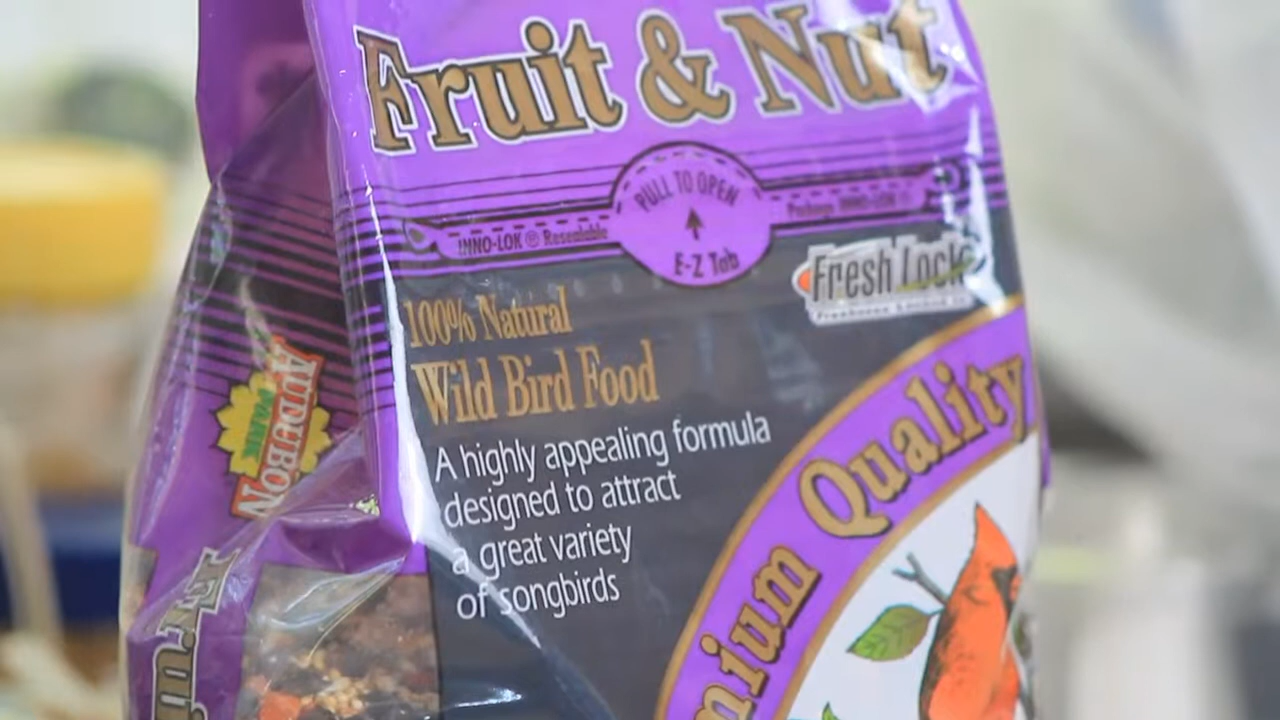 Fruit & Nut
PULL TO OPEN
INNO-LOK ® Resealable
E-Z Tab
Fresh Lock
100% Natural
Wild Bird Food
A highly appealing formula
designed to attract
a great variety
of songbirds
Quality
AUDUBON
PARK